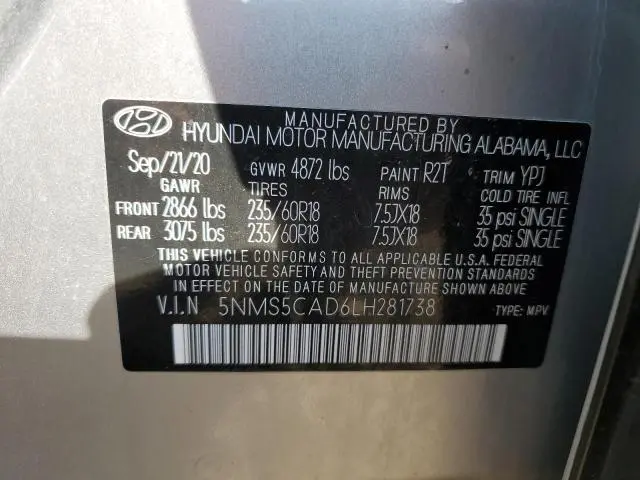 MANUFACTURED BY
HYUNDAI MOTOR MANUFACTURING ALABAMA, LLC
Sep/21/20 GVWR 4872 lbs PAINT R2T TRIM YPJ
GAWR TIRES RIMS COLD TIRE INFL
FRONT 2866 lbs 235/60R18 7.5JX18 35 psi SINGLE
REAR 3075 lbs 235/60R18 7.5JX18 35 psi SINGLE
THIS VEHICLE CONFORMS TO ALL APPLICABLE U.S.A. FEDERAL
MOTOR VEHICLE SAFETY AND THEFT PREVENTION STANDARDS
IN EFFECT ON THE DATE OF MANUFACTURE SHOWN ABOVE.
V.I.N 5NMS5CAD6LH281738 TYPE: MPV